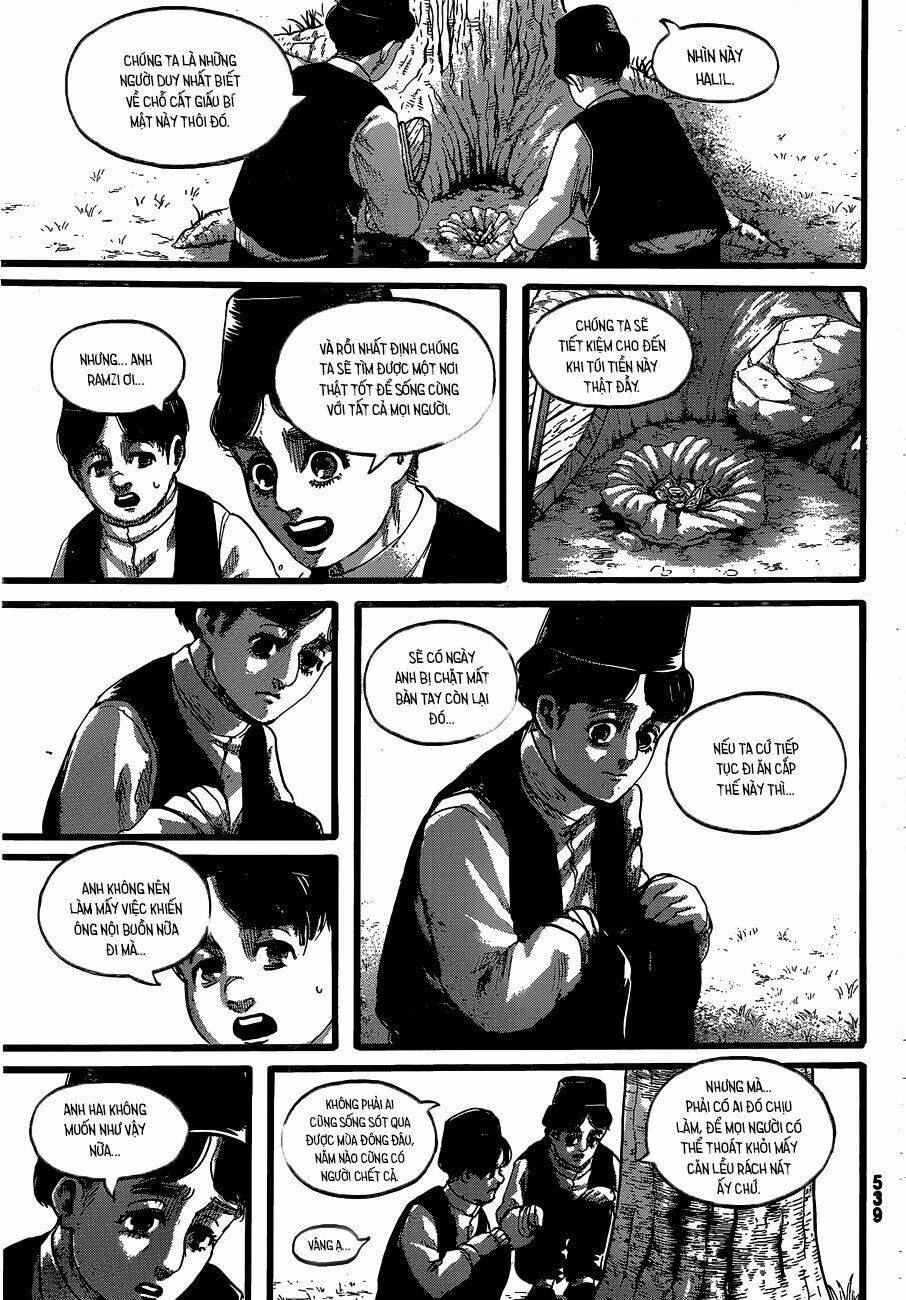 NHÌN NÀY
HALIL.
CHÚNG TA LÀ NHỮNG
NGƯỜI DUY NHẤT BIẾT
VỀ CHỖ CẤT GIẤU BÍ
MẬT NÀY THÔI ĐÓ.
CHÚNG TA SẼ
TIẾT KIỆM CHO ĐẾN
KHI TÚI TIỀN NÀY
THẬT ĐẦY.
VÀ RỒI NHẤT ĐỊNH CHÚNG
TA SẼ TÌM ĐƯỢC MỘT NƠI
THẬT TỐT ĐỂ SỐNG CÙNG
VỚI TẤT CẢ MỌI NGƯỜI.
NHƯNG... ANH
RAMZI ƠI...
NẾU TA CỨ TIẾP
TỤC ĐI ĂN CẮP
THẾ NÀY THÌ...
SẼ CÓ NGÀY
ANH BỊ CHẶT MẤT
BÀN TAY CÒN LẠI
ĐÓ...
ANH KHÔNG NÊN
LÀM MẤY VIỆC KHIẾN
ÔNG NỘI BUỒN NỮA
ĐI MÀ...
NHƯNG MÀ...
PHẢI CÓ AI ĐÓ CHỊU
LÀM, ĐỂ MỌI NGƯỜI CÓ
THỂ THOÁT KHỎI MẤY
CĂN LỀU RÁCH NÁT
ẤY CHỨ.
KHÔNG PHẢI AI
CŨNG SỐNG SÓT QUA
ĐƯỢC MÙA ĐÔNG ĐÂU,
NĂM NÀO CŨNG CÓ
NGƯỜI CHẾT CẢ.
VÂNG Ạ...
ANH HAI KHÔNG
MUỐN NHƯ VẬY
NỮA...
539